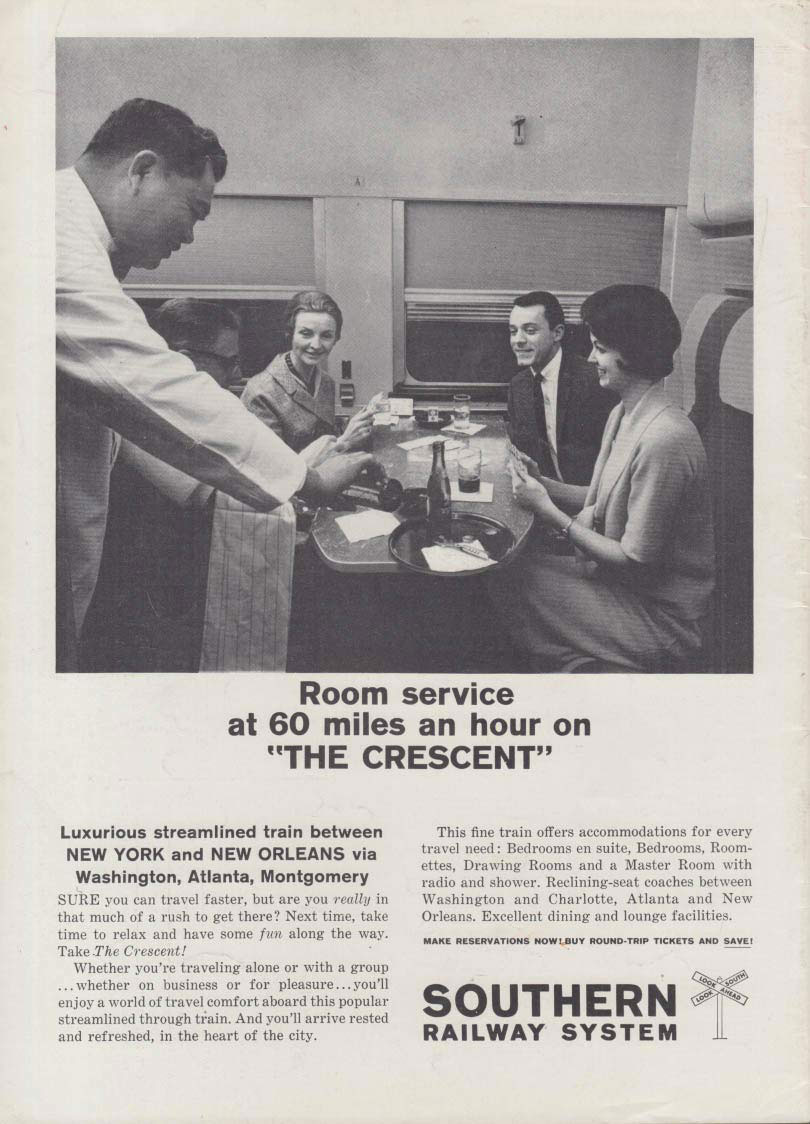 Room service
at 60 miles an hour on
"THE CRESCENT"
Luxurious streamlined train between
NEW YORK and NEW ORLEANS via
Washington, Atlanta, Montgomery
SURE you can travel faster, but are you really in
that much of a rush to get there? Next time, take
time to relax and have some fun along the way.
Take The Crescent!
Whether you're traveling alone or with a group
...whether on business or for pleasure...you'll
enjoy a world of travel comfort aboard this popular
streamlined through train. And you'll arrive rested
and refreshed, in the heart of the city.
This fine train offers accommodations for every
travel need: Bedrooms en suite, Bedrooms, Room-
ettes, Drawing Rooms and a Master Room with
radio and shower. Reclining-seat coaches between
Washington and Charlotte, Atlanta and New
Orleans. Excellent dining and lounge facilities.
MAKE RESERVATIONS NOW! BUY ROUND-TRIP TICKETS AND SAVE!
SOUTHERN
RAILWAY SYSTEM
LOOK SOUTH
LOOK AHEAD
A